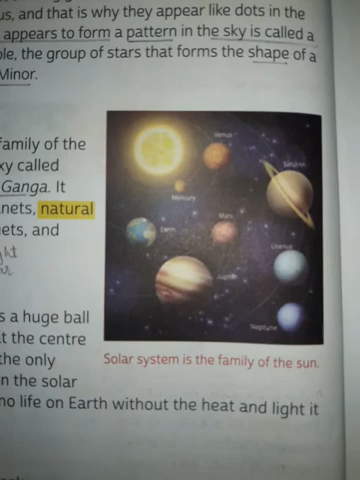 us, and that is why they appear like dots in the
appears to form a pattern in the sky is called a
ple, the group of stars that forms the shape of a
Minor.
family of the
xy called
Ganga. It
nets, natural
ets, and
s a huge ball
t the centre
the only
n the solar
no life on Earth without the heat and light it
Venus
Saturn
Mercury
Earth
Mars
Uranus
Jupiter
Neptune
Solar system is the family of the sun.